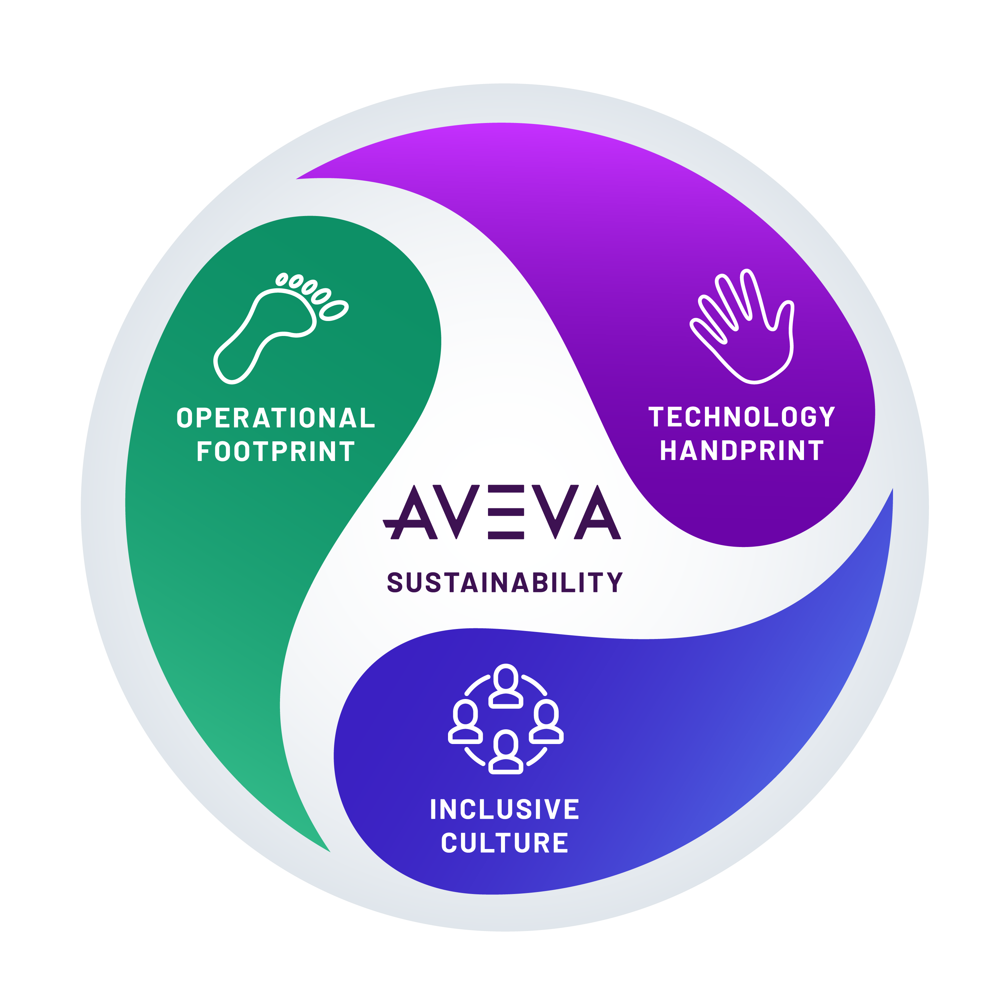 OPERATIONAL
FOOTPRINT
TECHNOLOGY
HANDPRINT
AVEVA
SUSTAINABILITY
INCLUSIVE
CULTURE